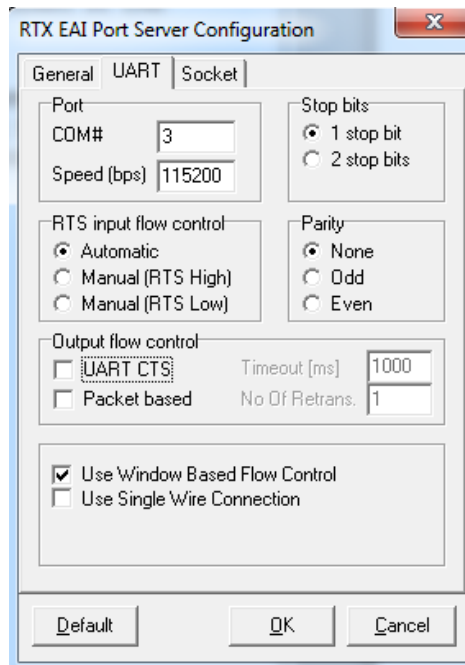 RTX EAI Port Server Configuration
General UART Socket
Port
COM# 3
Speed (bps) 115200
Stop bits
1 stop bit
2 stop bits
RTS input flow control
Automatic
Manual (RTS High)
Manual (RTS Low)
Parity
None
Odd
Even
Output flow control
UART CTS Timeout [ms] 1000
Packet based No Of Retrans. 1
Use Window Based Flow Control
Use Single Wire Connection
Default OK Cancel